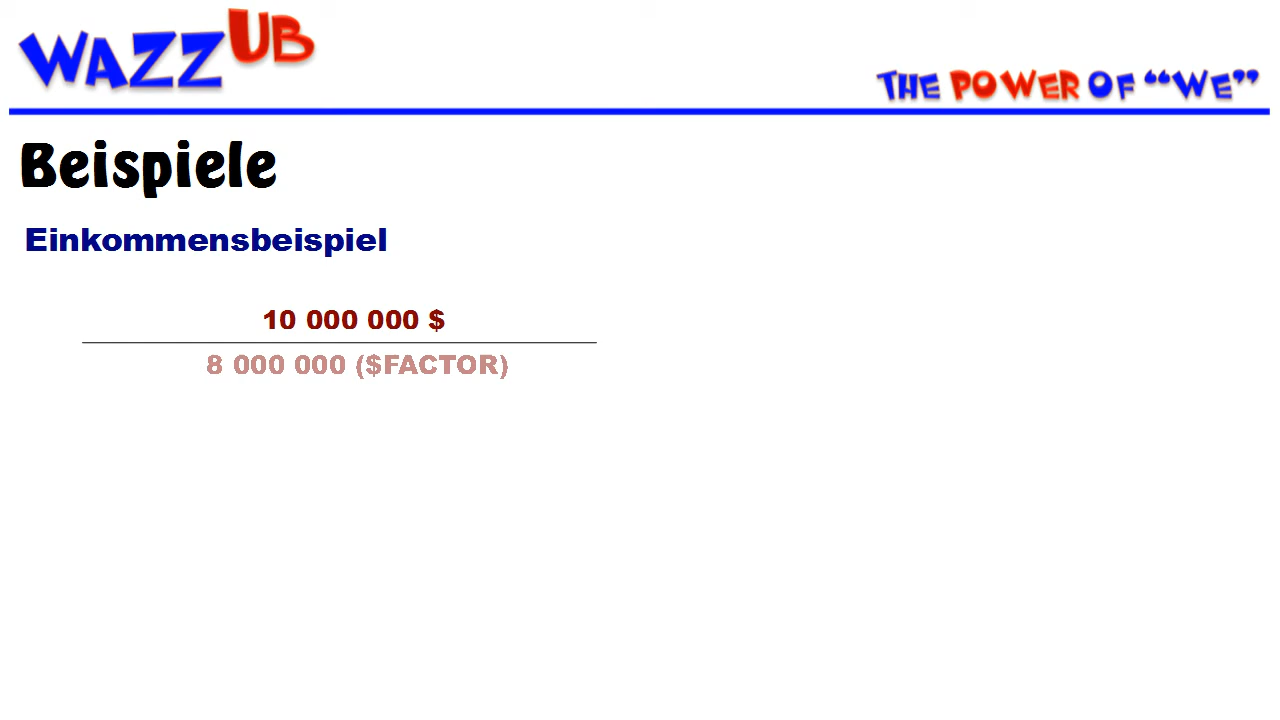 WAZZUB
THE POWER OF “WE”
Beispiele
Einkommensbeispiel
10 000 000 $
8 000 000 ($FACTOR)